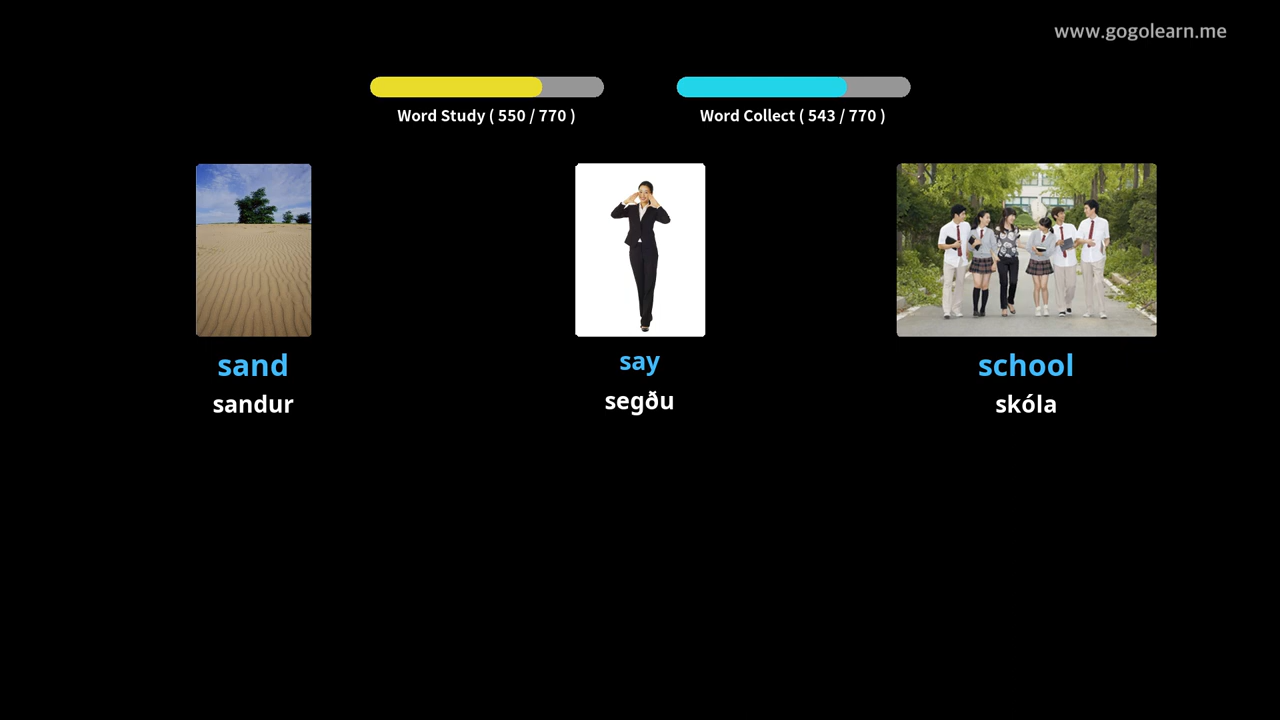 www.gogolearn.me
Word Study ( 550 / 770 )
Word Collect ( 543 / 770 )
sand
sandur
say
segðu
school
skóla